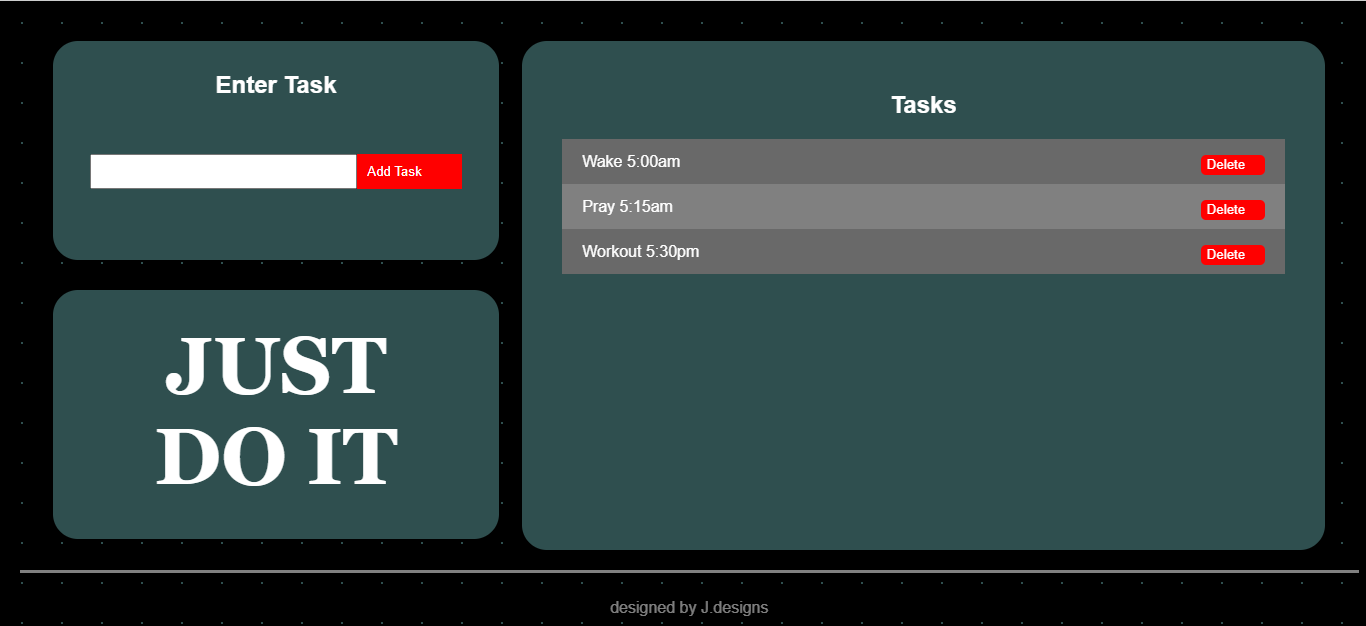 Enter Task
Add Task
JUST
DO IT
Tasks
Wake 5:00am Delete
Pray 5:15am Delete
Workout 5:30pm Delete
designed by J.designs